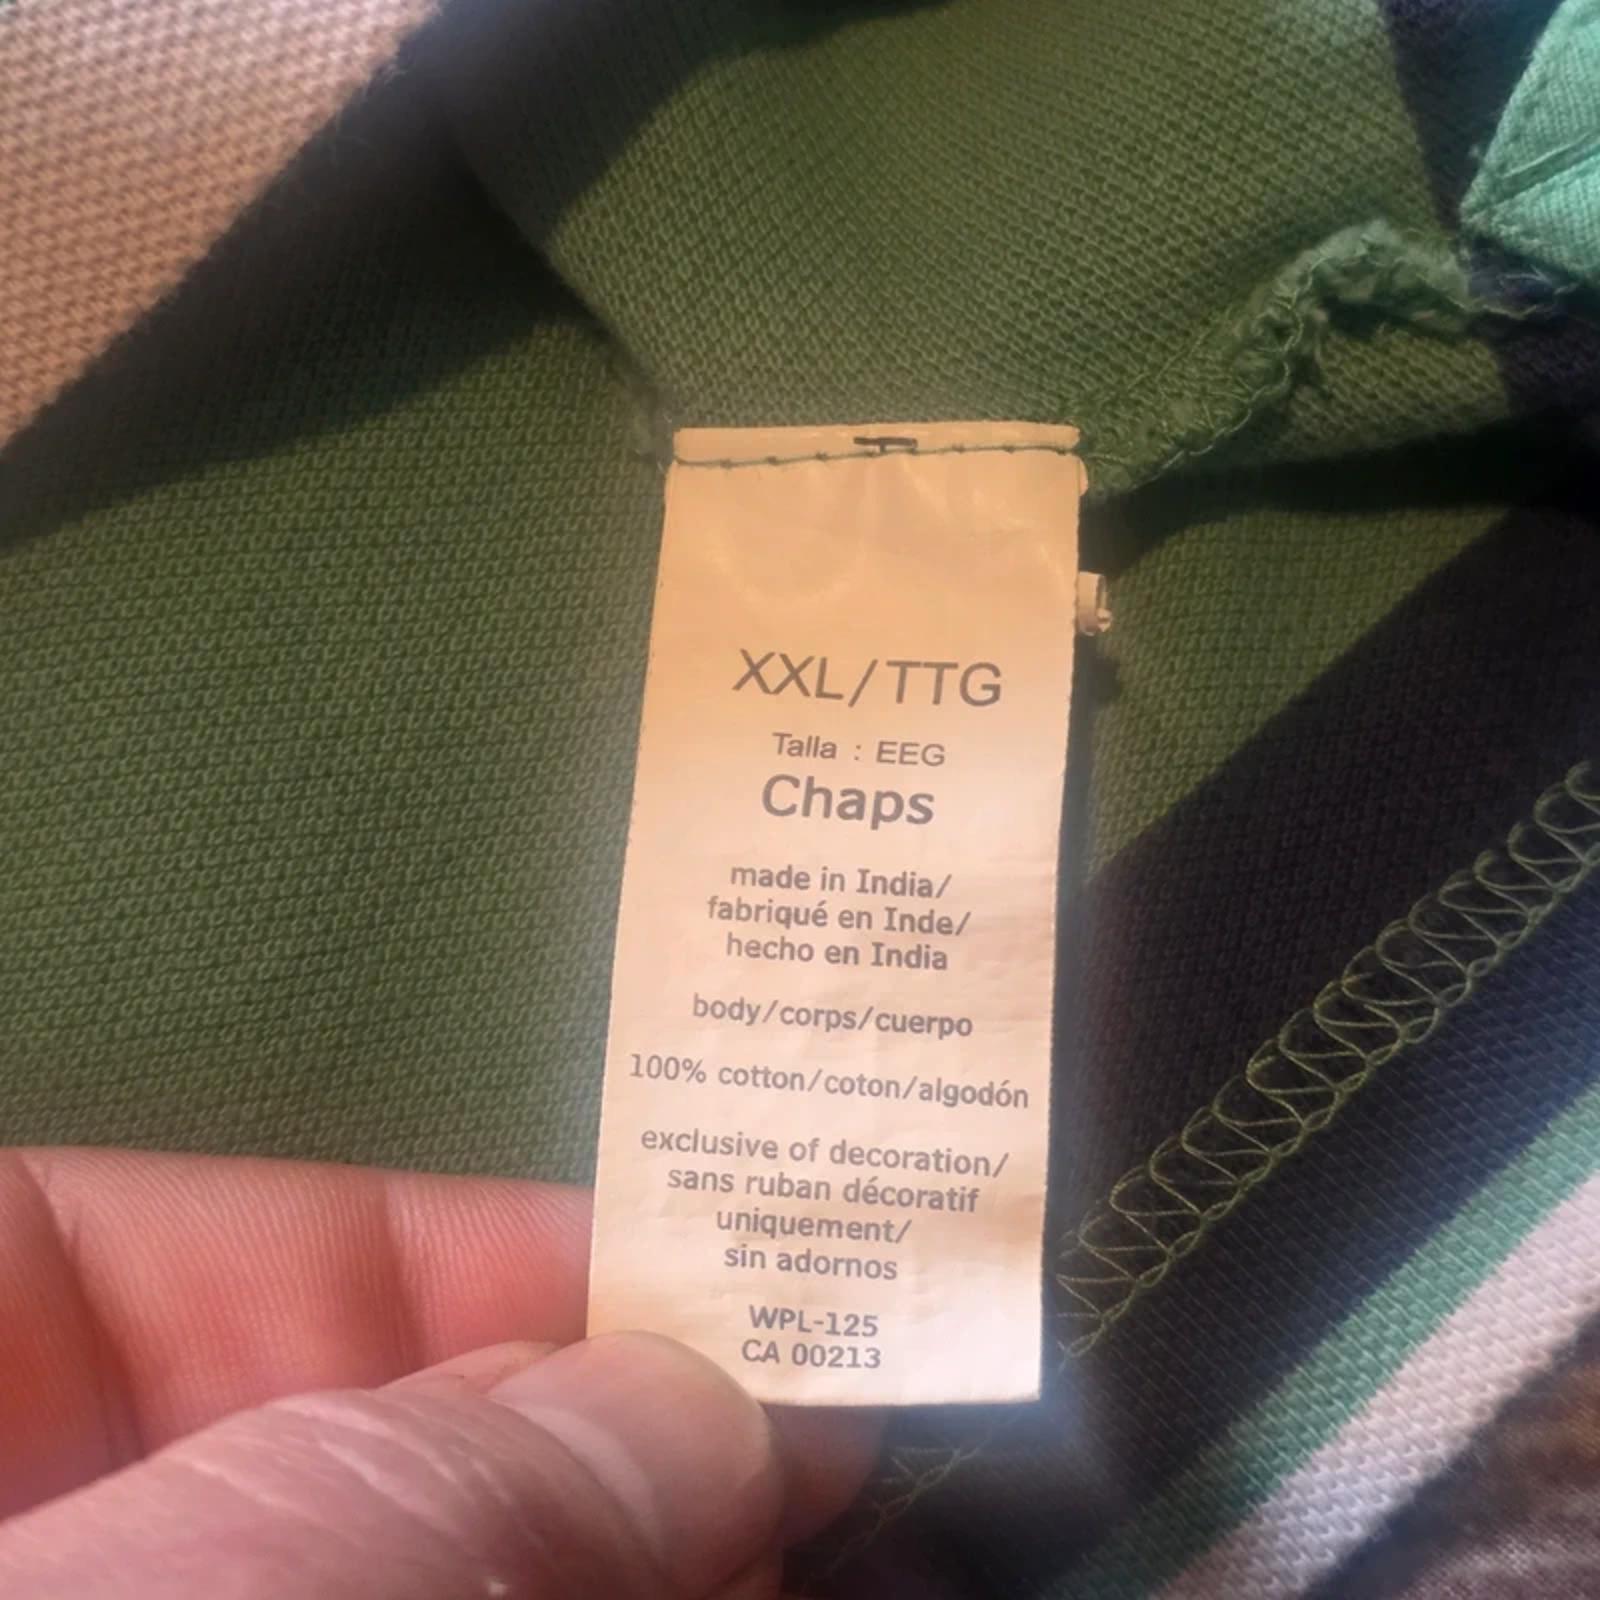 XXL/TTG
Talla : EEG
Chaps
made in India/
fabriqué en Inde/
hecho en India
body/corps/cuerpo
100% cotton/coton/algodón
exclusive of decoration/
sans ruban décoratif
uniquement/
sin adornos
WPL-125
CA 00213